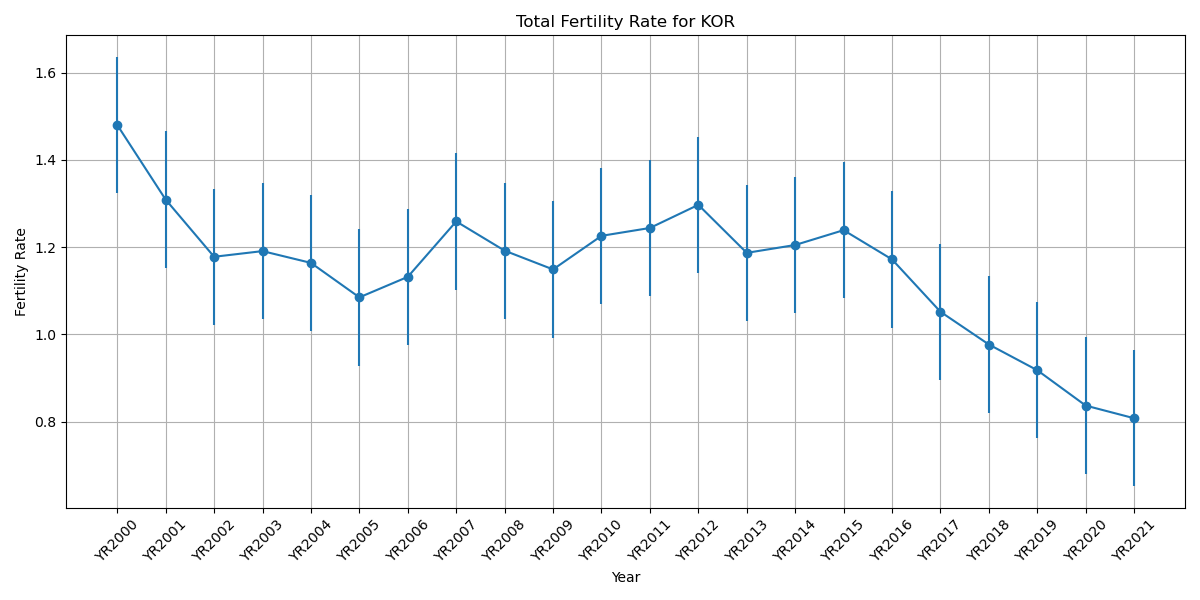 Total Fertility Rate for KOR
Fertility Rate
1.6
1.4
1.2
1.0
0.8
YR2000
YR2001
YR2002
YR2003
YR2004
YR2005
YR2006
YR2007
YR2008
YR2009
YR2010
YR2011
YR2012
YR2013
YR2014
YR2015
YR2016
YR2017
YR2018
YR2019
YR2020
YR2021
Year